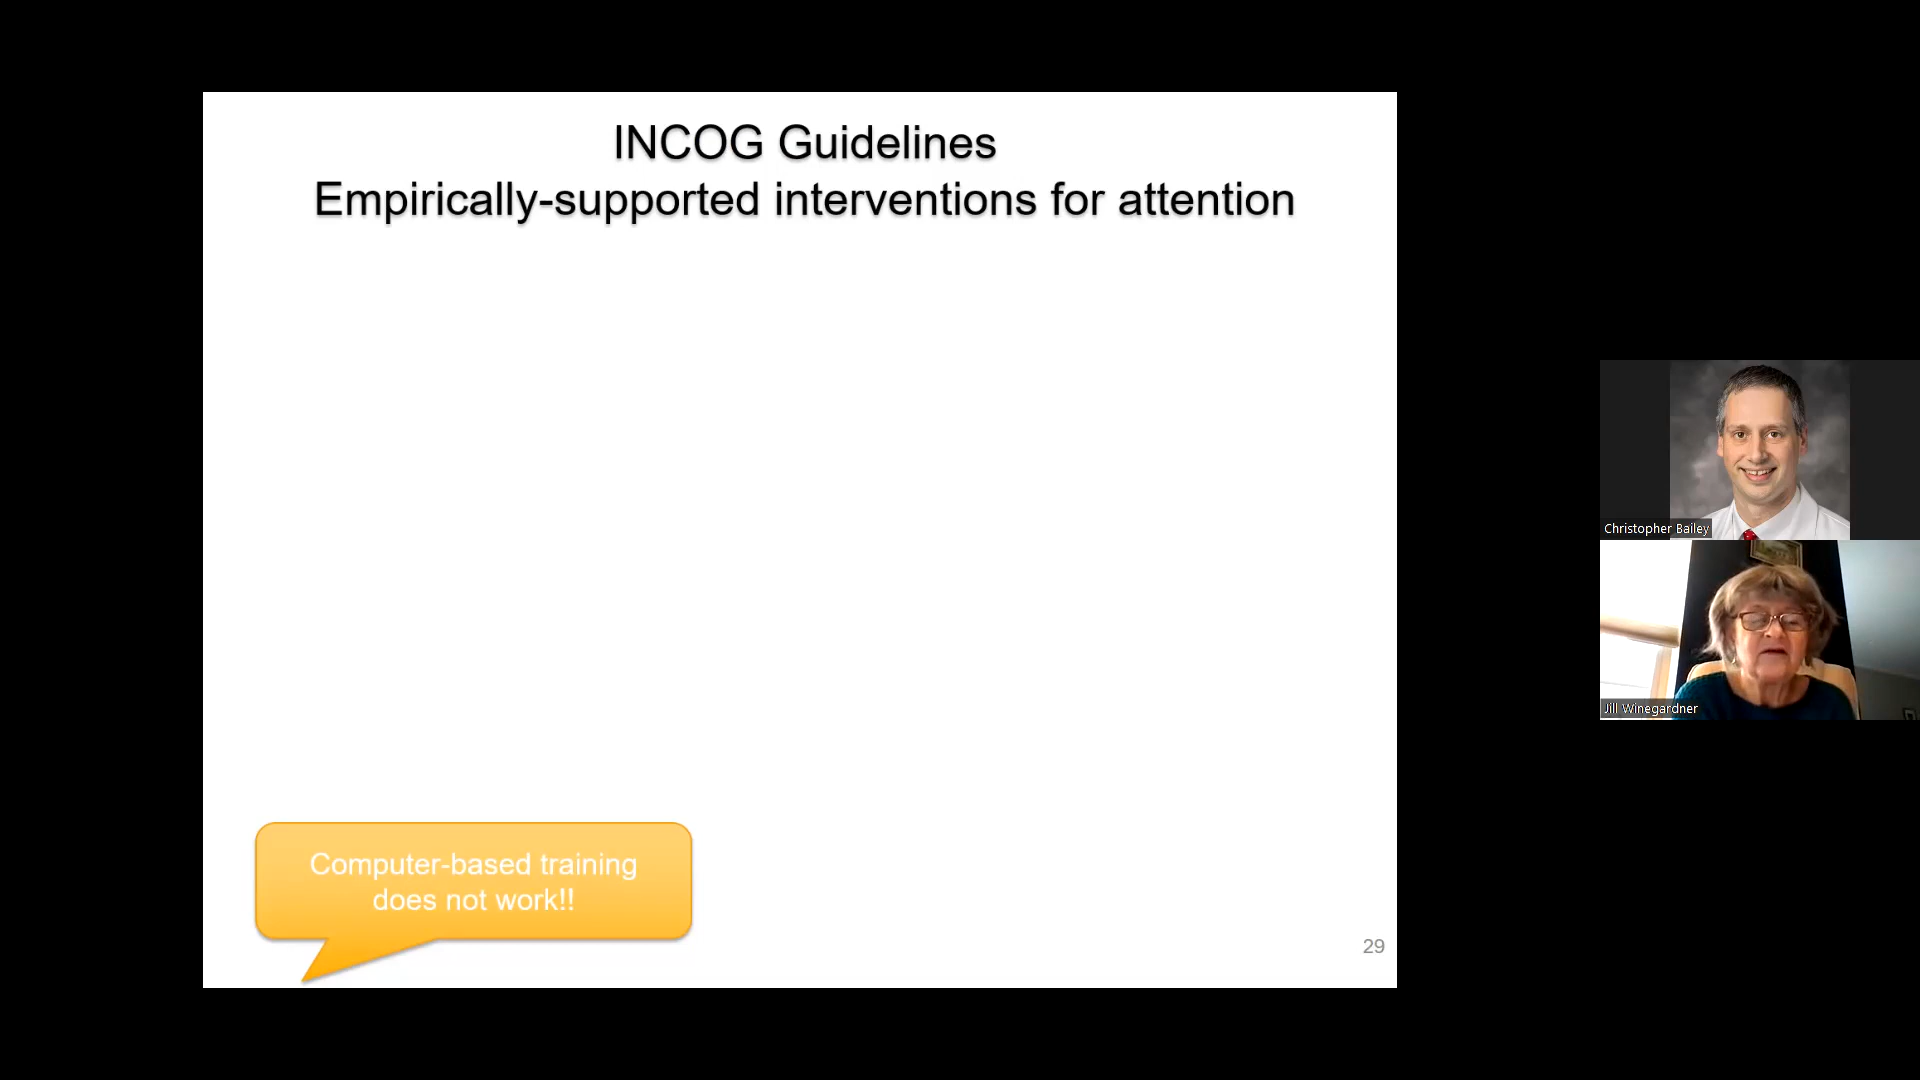 INCOG Guidelines
Empirically-supported interventions for attention
Computer-based training
does not work!!
29
Christopher Bailey
Jill Winegardner